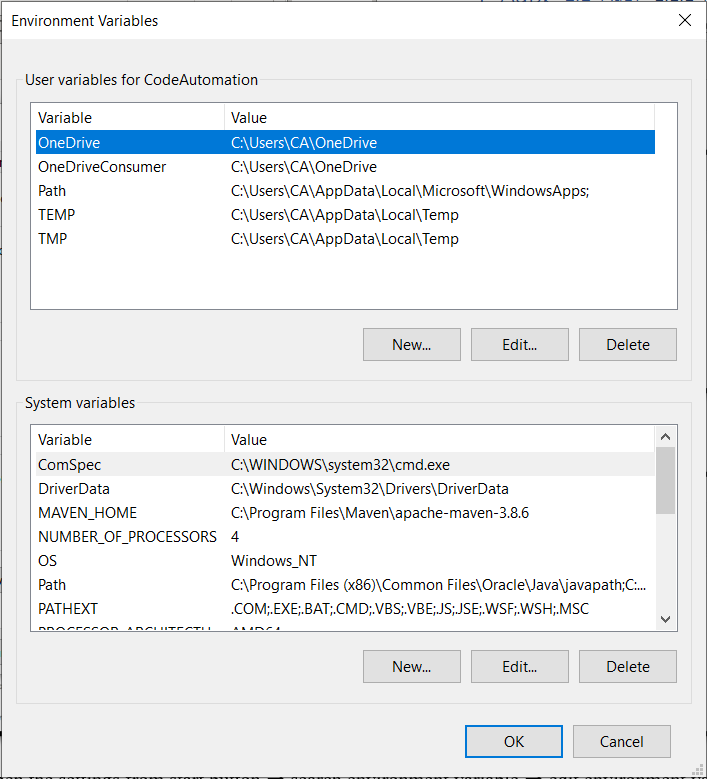 Environment Variables
User variables for CodeAutomation
Variable Value
OneDrive C:\Users\CA\OneDrive
OneDriveConsumer C:\Users\CA\OneDrive
Path C:\Users\CA\AppData\Local\Microsoft\WindowsApps;
TEMP C:\Users\CA\AppData\Local\Temp
TMP C:\Users\CA\AppData\Local\Temp
New... Edit... Delete
System variables
Variable Value
ComSpec C:\WINDOWS\system32\cmd.exe
DriverData C:\Windows\System32\Drivers\DriverData
MAVEN_HOME C:\Program Files\Maven\apache-maven-3.8.6
NUMBER_OF_PROCESSORS 4
OS Windows_NT
Path C:\Program Files (x86)\Common Files\Oracle\Java\javapath;C:...
PATHEXT .COM;.EXE;.BAT;.CMD;.VBS;.VBE;.JS;.JSE;.WSF;.WSH;.MSC
PROCESSOR_ARCHITECTU... AMD64
New... Edit... Delete
OK Cancel